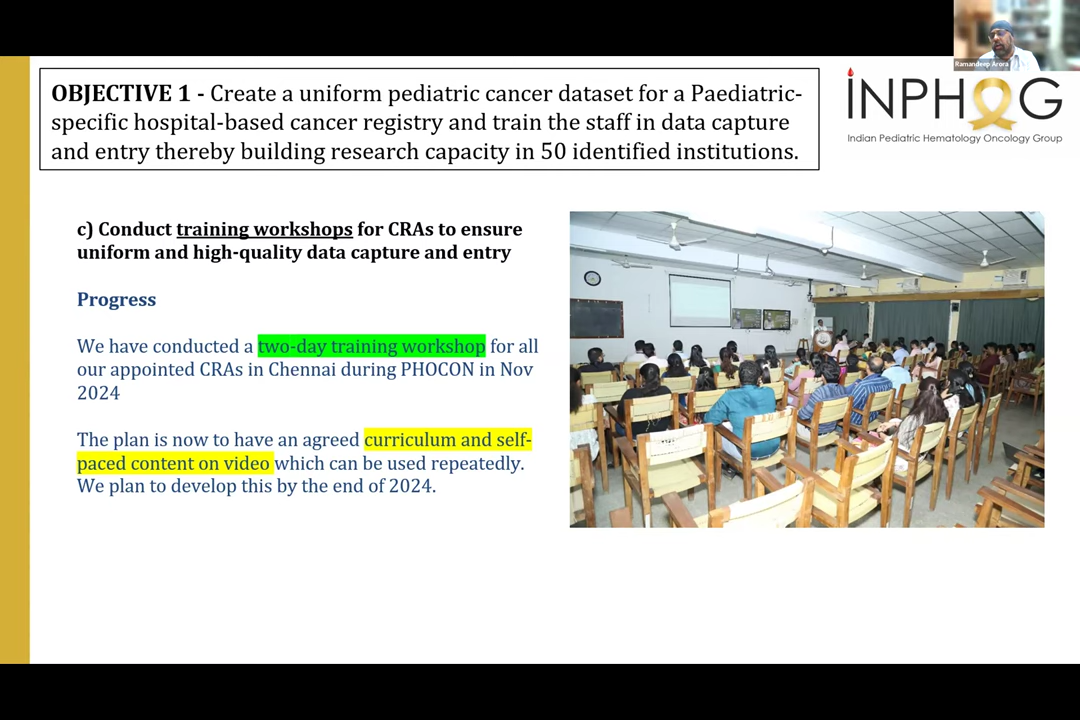 Ramandeep Arora
OBJECTIVE 1 - Create a uniform pediatric cancer dataset for a Paediatric-
specific hospital-based cancer registry and train the staff in data capture
and entry thereby building research capacity in 50 identified institutions.
INPHOG
Indian Pediatric Hematology Oncology Group
c) Conduct training workshops for CRAs to ensure
uniform and high-quality data capture and entry
Progress
We have conducted a two-day training workshop for all
our appointed CRAs in Chennai during PHOCON in Nov
2024
The plan is now to have an agreed curriculum and self-
paced content on video which can be used repeatedly.
We plan to develop this by the end of 2024.